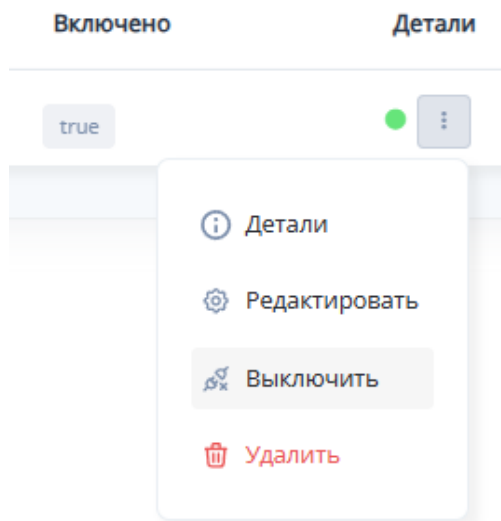 Включено Детали
true
Детали
Редактировать
Выключить
Удалить